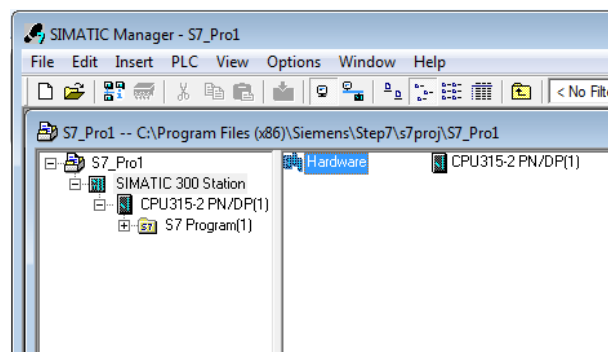 SIMATIC Manager - S7_Pro1
File Edit Insert PLC View Options Window Help
< No Filte
S7_Pro1 -- C:\Program Files (x86)\Siemens\Step7\s7proj\S7_Pro1
S7_Pro1
SIMATIC 300 Station
CPU315-2 PN/DP(1)
S7 Program(1)
Hardware
CPU315-2 PN/DP(1)